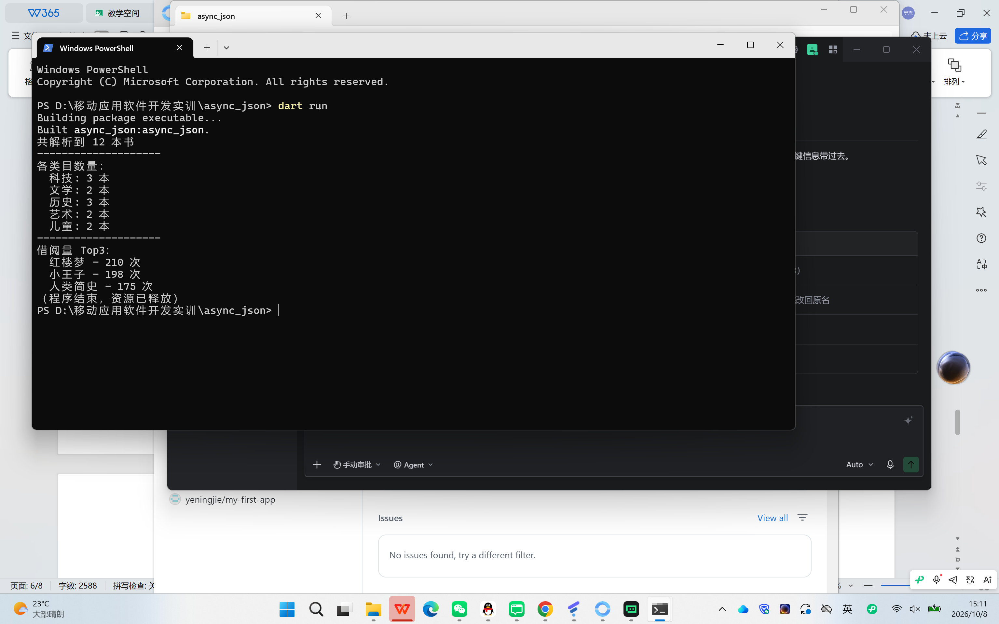 W365
教学空间
async_json
宁杰
未上云
分享
Windows PowerShell
排列
Windows PowerShell
Copyright (C) Microsoft Corporation. All rights reserved.
PS D:\移动应用软件开发实训\async_json> dart run
Building package executable...
Built async_json:async_json.
共解析到 12 本书
--------------------
各类目数量:
科技: 3 本
文学: 2 本
历史: 3 本
艺术: 2 本
儿童: 2 本
--------------------
借阅量 Top3:
红楼梦 - 210 次
小王子 - 198 次
人类简史 - 175 次
（程序结束, 资源已释放）
PS D:\移动应用软件开发实训\async_json>
键信息带过去。
改回原名
手动审批
@ Agent
Auto
yeningjie/my-first-app
Issues
View all
No issues found, try a different filter.
页面: 6/8
字数: 2588
拼写检查: 关
23°C
大部晴朗
英
15:11
2026/10/8